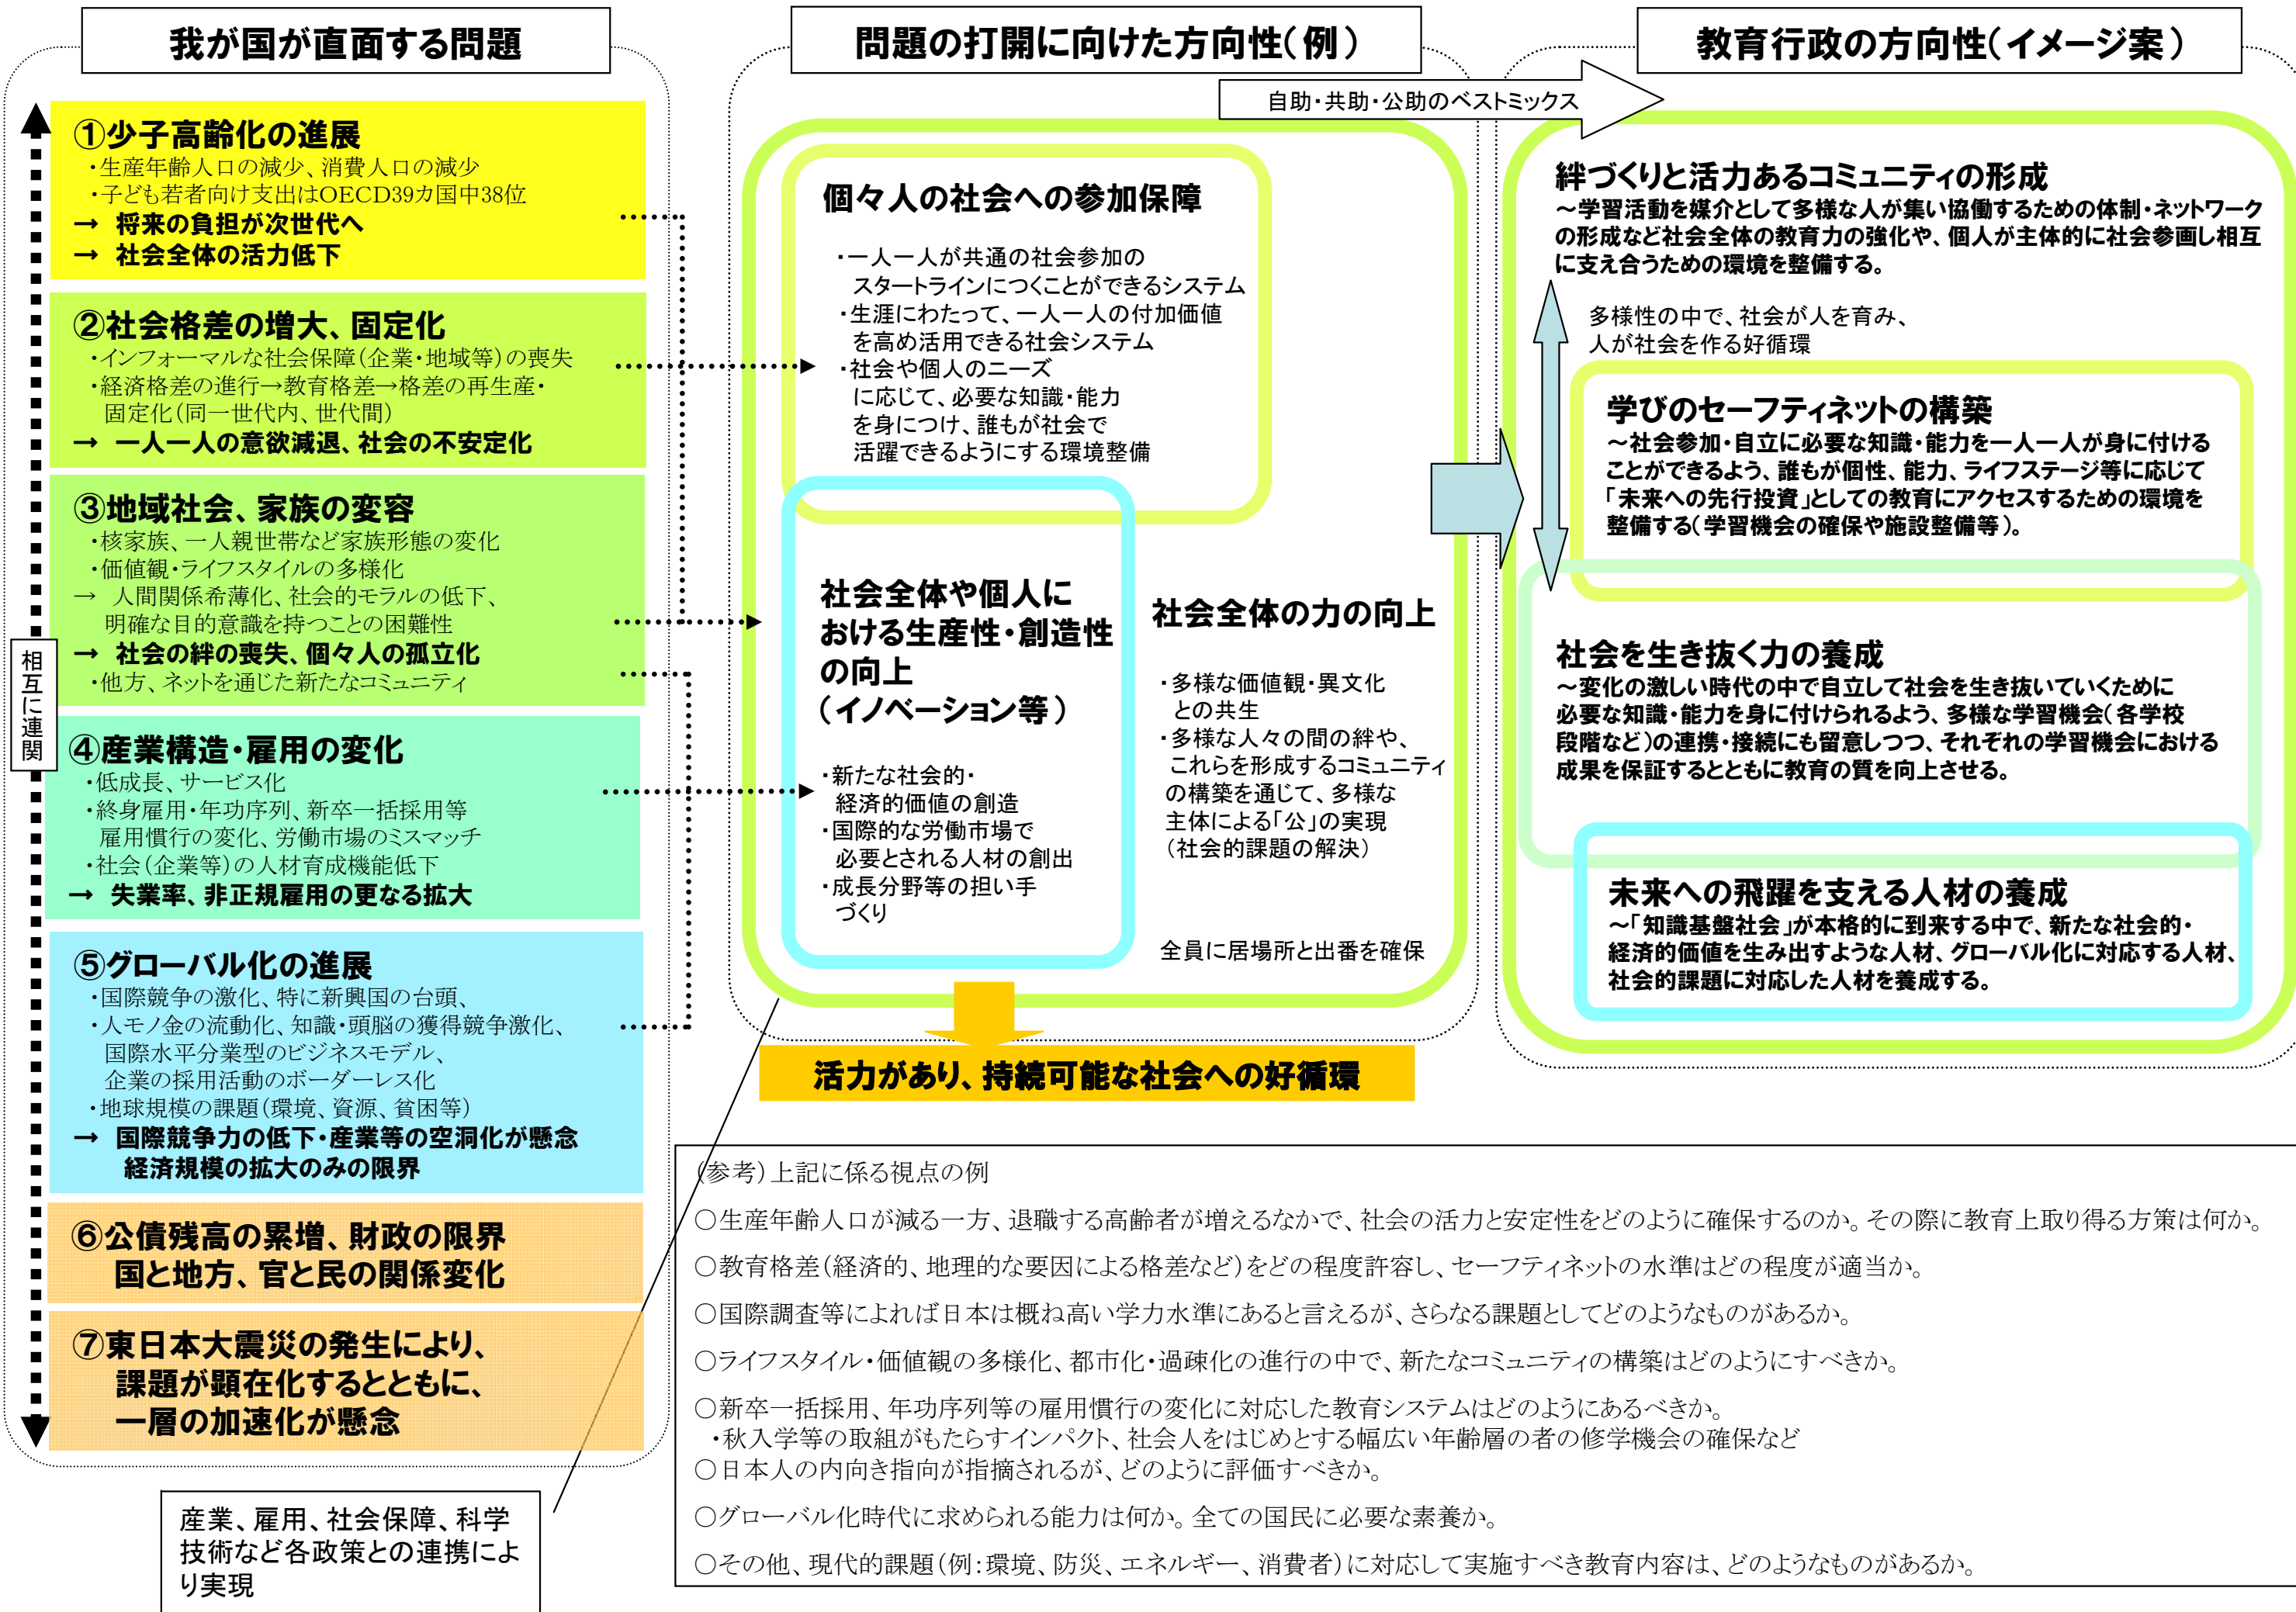 我が国が直面する問題
①少子高齢化の進展
・生産年齢人口の減少、消費人口の減少
・子ども若者向け支出はOECD39カ国中38位
→ 将来の負担が次世代へ
→ 社会全体の活力低下
②社会格差の増大、固定化
・インフォーマルな社会保障(企業・地域等)の喪失
・経済格差の進行→教育格差→格差の再生産・
固定化(同一世代内、世代間)
→ 一人一人の意欲減退、社会の不安定化
③地域社会、家族の変容
・核家族、一人親世帯など家族形態の変化
・価値観・ライフスタイルの多様化
→ 人間関係希薄化、社会的モラルの低下、
明確な目的意識を持つことの困難性
→ 社会の絆の喪失、個々人の孤立化
・他方、ネットを通じた新たなコミュニティ
④産業構造・雇用の変化
・低成長、サービス化
・終身雇用・年功序列、新卒一括採用等
雇用慣行の変化、労働市場のミスマッチ
・社会(企業等)の人材育成機能低下
→ 失業率、非正規雇用の更なる拡大
⑤グローバル化の進展
・国際競争の激化、特に新興国の台頭、
・人モノ金の流動化、知識・頭脳の獲得競争激化、
国際水平分業型のビジネスモデル、
企業の採用活動のボーダーレス化
・地球規模の課題(環境、資源、貧困等)
→ 国際競争力の低下・産業等の空洞化が懸念
経済規模の拡大のみの限界
⑥公債残高の累増、財政の限界
国と地方、官と民の関係変化
⑦東日本大震災の発生により、
課題が顕在化するとともに、
一層の加速化が懸念
相互に連関
産業、雇用、社会保障、科学
技術など各政策との連携によ
り実現
問題の打開に向けた方向性(例)
自助・共助・公助のベストミックス
個々人の社会への参加保障
・一人一人が共通の社会参加の
スタートラインにつくことができるシステム
・生涯にわたって、一人一人の付加価値
を高め活用できる社会システム
・社会や個人のニーズ
に応じて、必要な知識・能力
を身につけ、誰もが社会で
活躍できるようにする環境整備
社会全体や個人に
おける生産性・創造性
の向上
(イノベーション等)
・新たな社会的・
経済的価値の創造
・国際的な労働市場で
必要とされる人材の創出
・成長分野等の担い手
づくり
社会全体の力の向上
・多様な価値観・異文化
との共生
・多様な人々の間の絆や、
これらを形成するコミュニティ
の構築を通じて、多様な
主体による「公」の実現
(社会的課題の解決)
全員に居場所と出番を確保
活力があり、持続可能な社会への好循環
教育行政の方向性(イメージ案)
絆づくりと活力あるコミュニティの形成
～学習活動を媒介として多様な人が集い協働するための体制・ネットワーク
の形成など社会全体の教育力の強化や、個人が主体的に社会参画し相互
に支え合うための環境を整備する。
多様性の中で、社会が人を育み、
人が社会を作る好循環
学びのセーフティネットの構築
～社会参加・自立に必要な知識・能力を一人一人が身に付ける
ことができるよう、誰もが個性、能力、ライフステージ等に応じて
「未来への先行投資」としての教育にアクセスするための環境を
整備する(学習機会の確保や施設整備等)。
社会を生き抜く力の養成
～変化の激しい時代の中で自立して社会を生き抜いていくために
必要な知識・能力を身に付けられるよう、多様な学習機会(各学校
段階など)の連携・接続にも留意しつつ、それぞれの学習機会における
成果を保証するとともに教育の質を向上させる。
未来への飛躍を支える人材の養成
～「知識基盤社会」が本格的に到来する中で、新たな社会的・
経済的価値を生み出すような人材、グローバル化に対応する人材、
社会的課題に対応した人材を養成する。
(参考)上記に係る視点の例
○生産年齢人口が減る一方、退職する高齢者が増えるなかで、社会の活力と安定性をどのように確保するのか。その際に教育上取り得る方策は何か。
○教育格差(経済的、地理的な要因による格差など)をどの程度許容し、セーフティネットの水準はどの程度が適当か。
○国際調査等によれば日本は概ね高い学力水準にあると言えるが、さらなる課題としてどのようなものがあるか。
○ライフスタイル・価値観の多様化、都市化・過疎化の進行の中で、新たなコミュニティの構築はどのようにすべきか。
○新卒一括採用、年功序列等の雇用慣行の変化に対応した教育システムはどのようにあるべきか。
・秋入学等の取組がもたらすインパクト、社会人をはじめとする幅広い年齢層の者の修学機会の確保など
○日本人の内向き指向が指摘されるが、どのように評価すべきか。
○グローバル化時代に求められる能力は何か。全ての国民に必要な素養か。
○その他、現代的課題(例:環境、防災、エネルギー、消費者)に対応して実施すべき教育内容は、どのようなものがあるか。